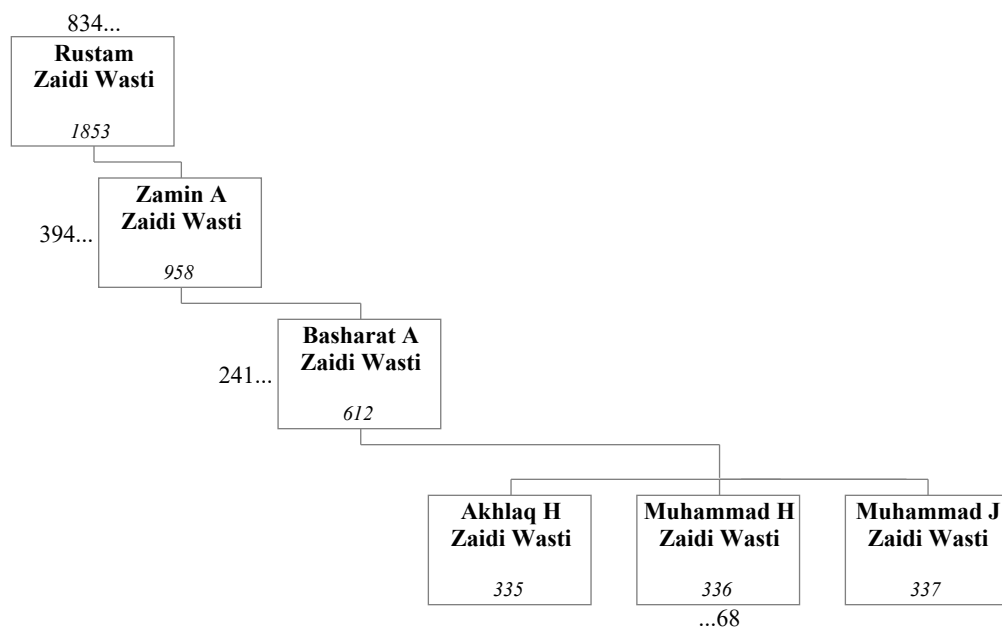 834...
Rustam
Zaidi Wasti
1853
Zamin A
Zaidi Wasti
394...
958
Basharat A
Zaidi Wasti
241...
612
Akhlaq H
Zaidi Wasti
335
Muhammad H
Zaidi Wasti
336
...68
Muhammad J
Zaidi Wasti
337